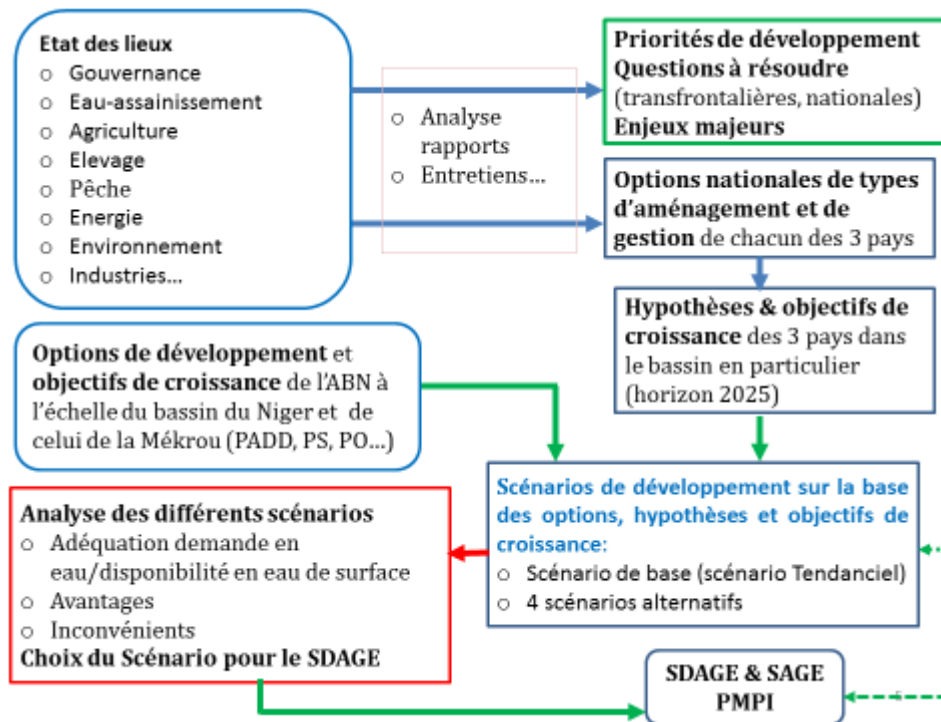 Etat des lieux
o Gouvernance
o Eau-assainissement
o Agriculture
o Elevage
o Pêche
o Energie
o Environnement
o Industries...
o Analyse
rapports
o Entretiens...
Priorités de développement
Questions à résoudre
(transfrontalières, nationales)
Enjeux majeurs
Options nationales de types
d'aménagement et de
gestion de chacun des 3 pays
Hypothèses & objectifs de
croissance des 3 pays dans
le bassin en particulier
(horizon 2025)
Options de développement et
objectifs de croissance de l'ABN à
l'échelle du bassin du Niger et de
celui de la Mékrou (PADD, PS, PO...)
Scénarios de développement sur la base
des options, hypothèses et objectifs de
croissance:
o Scénario de base (scénario Tendanciel)
o 4 scénarios alternatifs
Analyse des différents scénarios
o Adéquation demande en
eau/disponibilité en eau de surface
o Avantages
o Inconvénients
Choix du Scénario pour le SDAGE
SDAGE & SAGE
PMPI